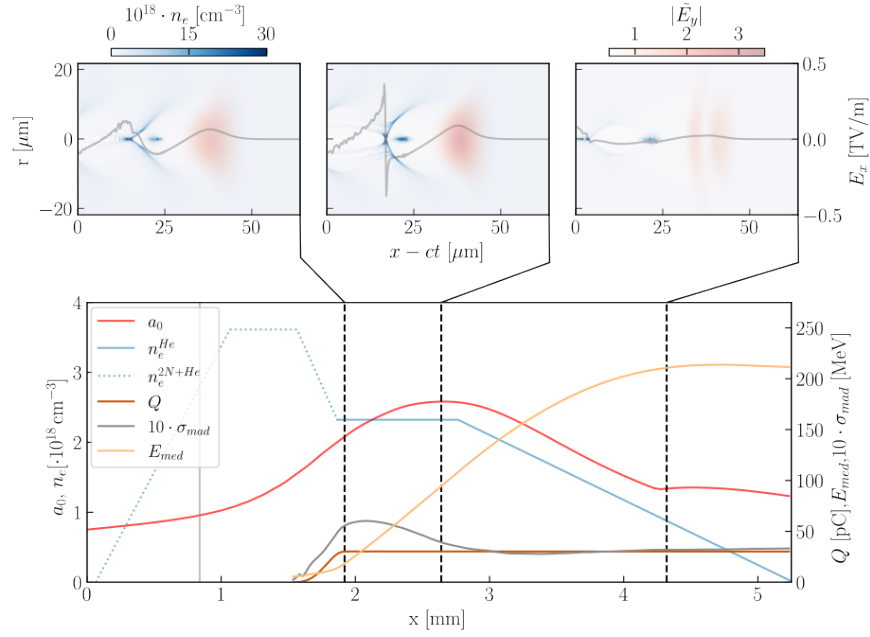 10^18 · n_e [cm^−3]
|Ẽ_y|
0 15 30
1 2 3
20
0
−20
r [μm]
0 25 50
0 25 50
0 25 50
x − ct [μm]
0.5
0.0
−0.5
E_x [TV/m]
a_0
n_e^He
n_e^2N+He
Q
10 · σ_mad
E_med
4
3
2
1
0
a_0, n_e[·10^18 cm^−3]
250
200
150
100
50
0
Q [pC],E_med,10 · σ_mad [MeV]
0 1 2 3 4 5
x [mm]